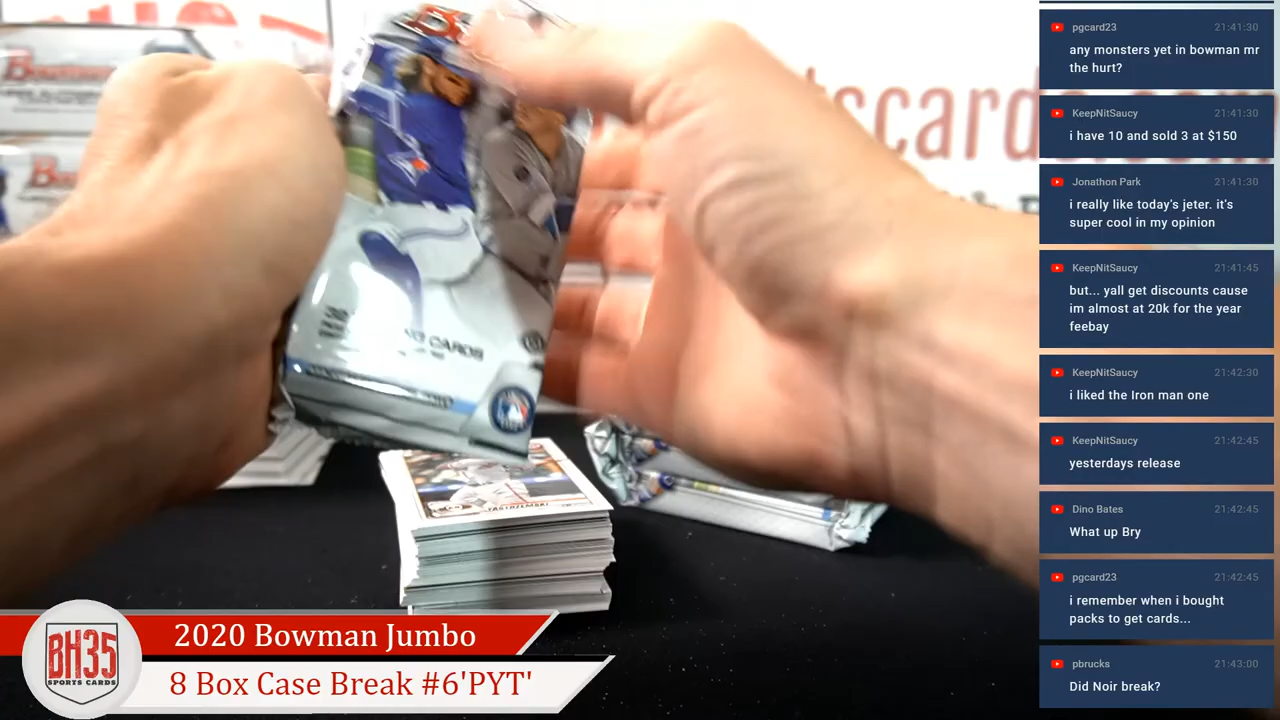 Bowman
pgcard23 21:41:30
any monsters yet in bowman mr
the hurt?
KeepNitSaucy 21:41:30
i have 10 and sold 3 at $150
Jonathon Park 21:41:30
i really like today's jeter. it's
super cool in my opinion
KeepNitSaucy 21:41:45
but... yall get discounts cause
im almost at 20k for the year
feebay
KeepNitSaucy 21:42:30
i liked the Iron man one
KeepNitSaucy 21:42:45
yesterdays release
Dino Bates 21:42:45
What up Bry
pgcard23 21:42:45
i remember when i bought
packs to get cards...
pbrucks 21:43:00
Did Noir break?
CARDS
YASTRZEMSKI
BH35
SPORTS CARDS
2020 Bowman Jumbo
8 Box Case Break #6'PYT'